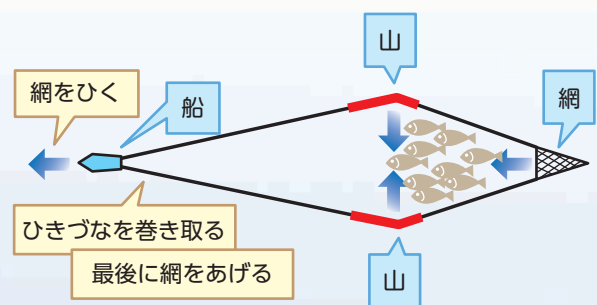 山
網をひく
船
網
ひきづなを巻き取る
最後に網をあげる
山